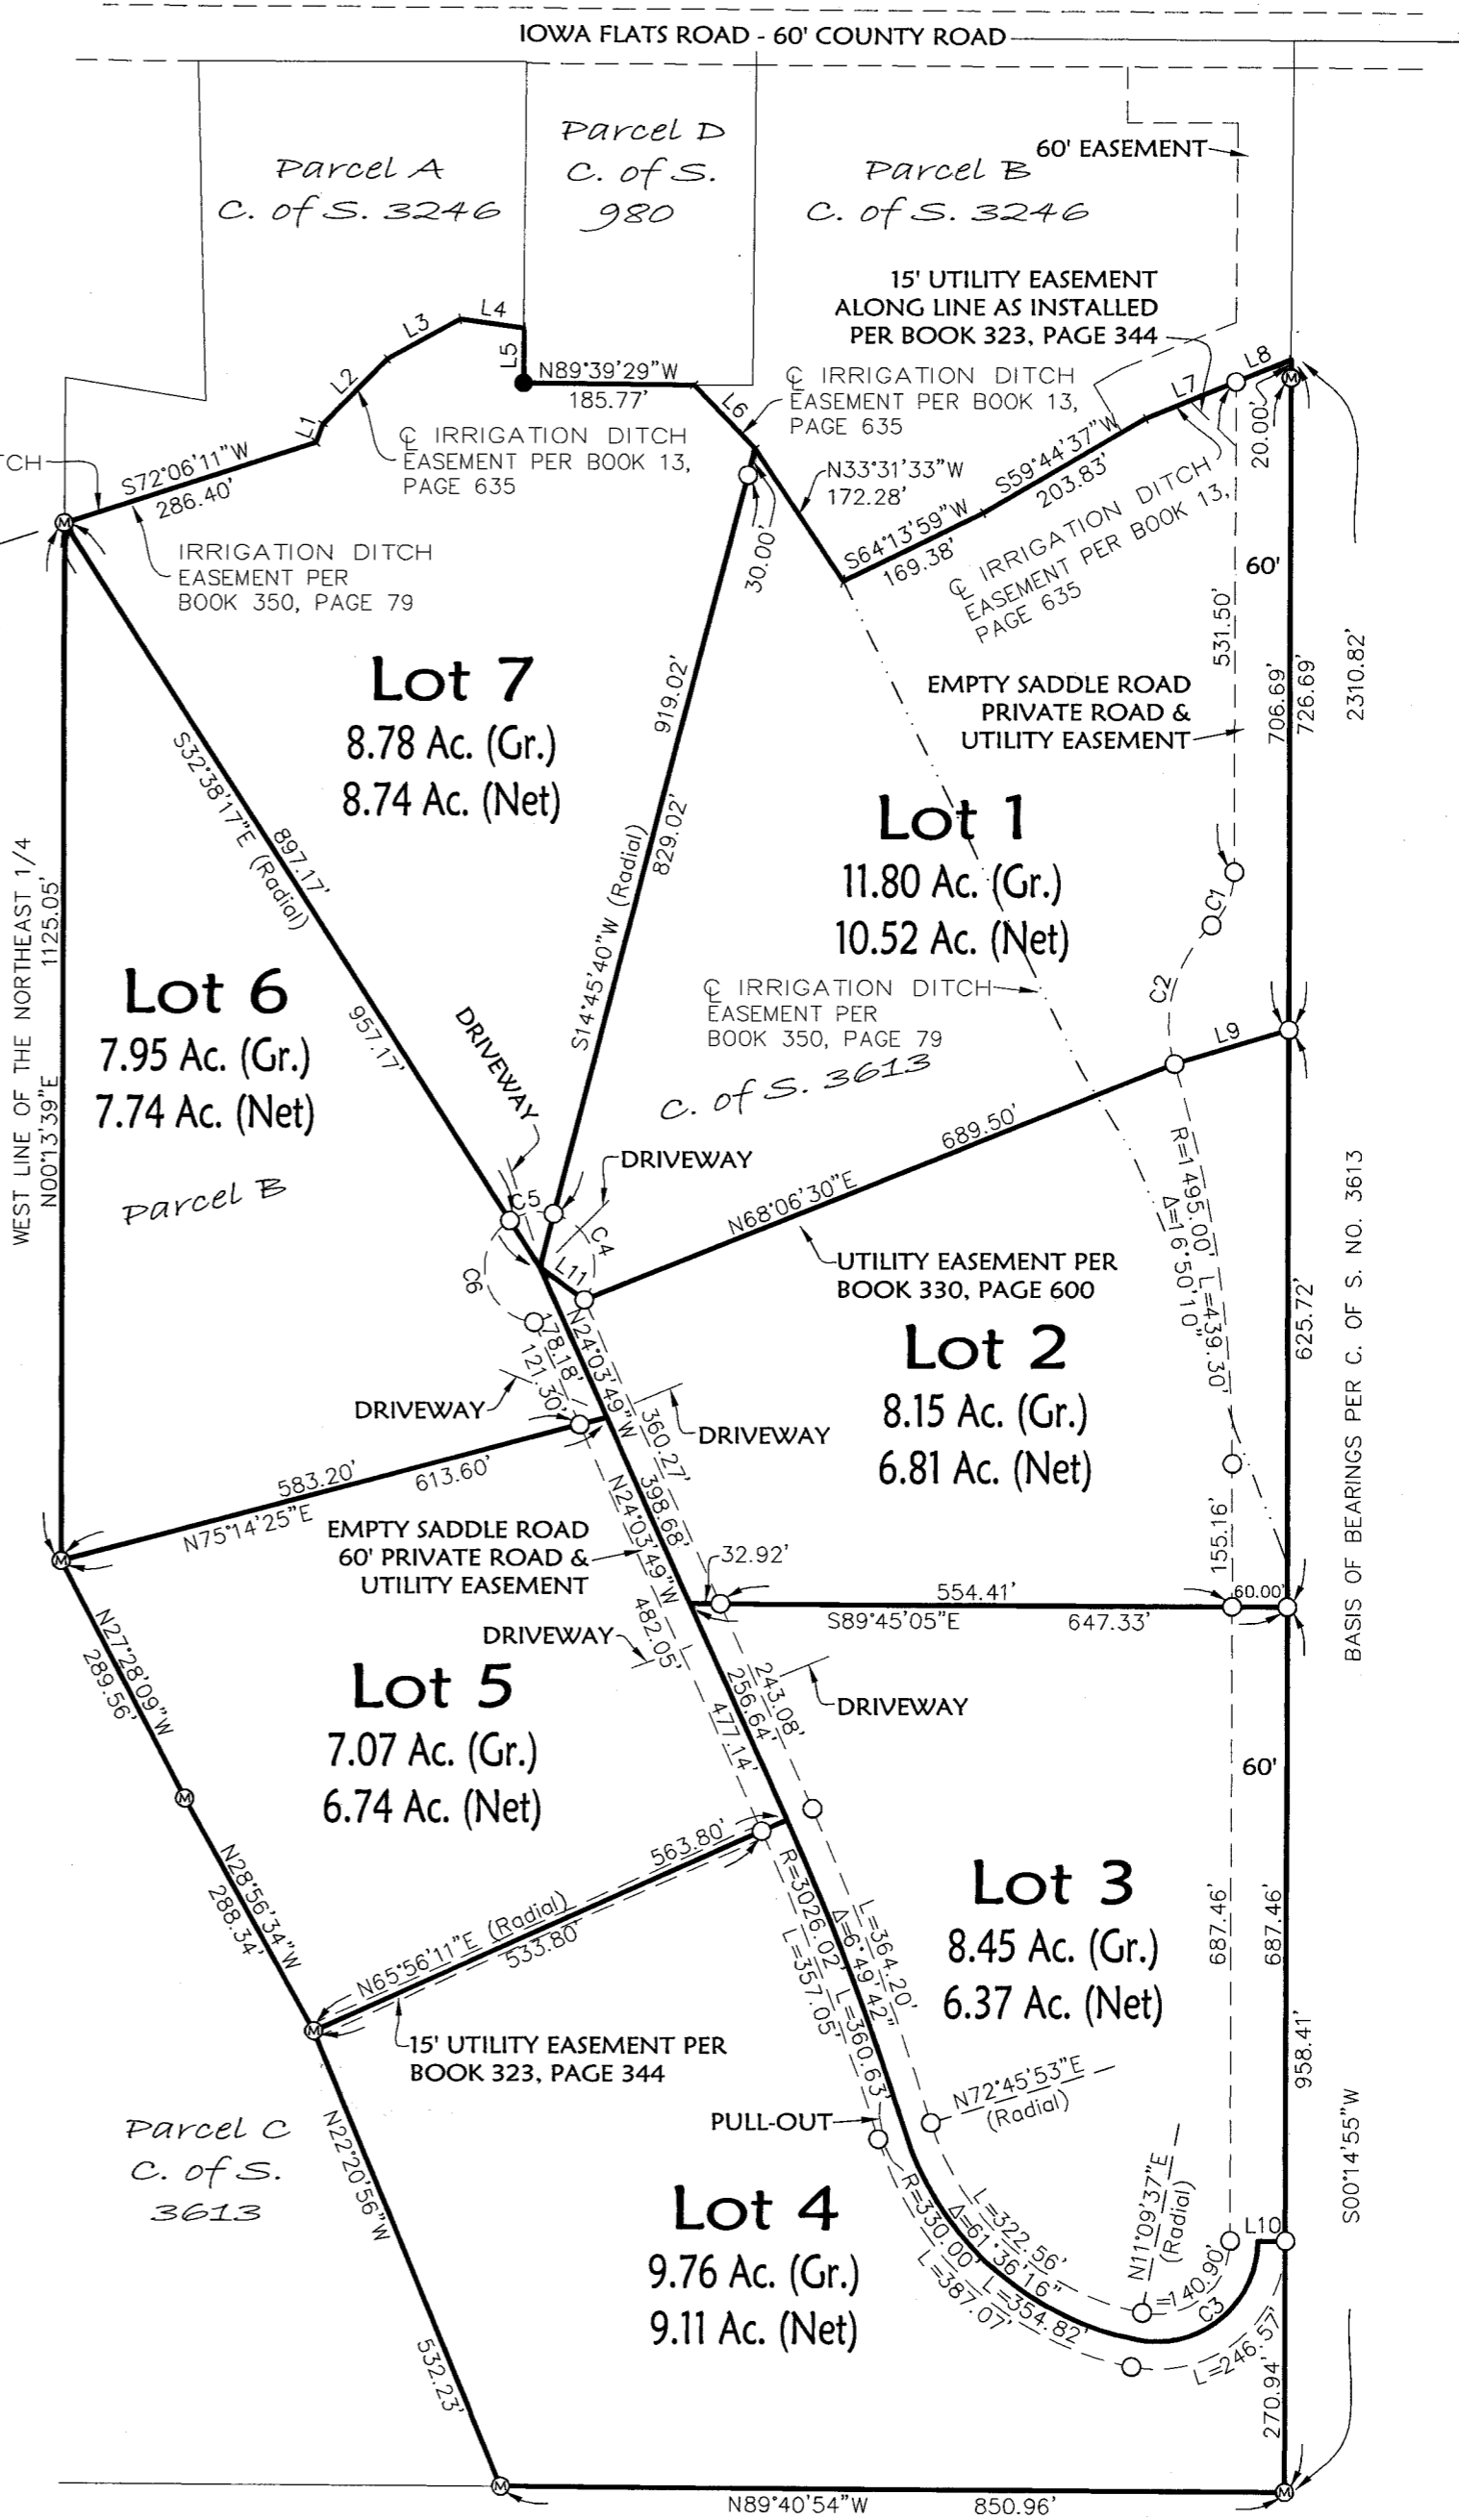 IOWA FLATS ROAD - 60' COUNTY ROAD
Parcel A
C. of S. 3246
Parcel D
C. of S.
980
Parcel B
C. of S. 3246
60' EASEMENT
15' UTILITY EASEMENT
ALONG LINE AS INSTALLED
PER BOOK 323, PAGE 344
L1
L2
L3
L4
L5
N89°39'29"W
185.77'
L6
L7
L8
20.00'
℄ IRRIGATION DITCH
EASEMENT PER BOOK 13,
PAGE 635
℄ IRRIGATION DITCH
EASEMENT PER BOOK 13,
PAGE 635
TCH
S72°06'11"W
286.40'
N33°31'33"W
172.28'
S64°13'59"W
169.38'
S59°44'37"W
203.83'
℄ IRRIGATION DITCH
EASEMENT PER BOOK 13,
PAGE 635
30.00'
IRRIGATION DITCH
EASEMENT PER
BOOK 350, PAGE 79
60'
531.50'
706.69'
726.69'
2310.82'
Lot 7
8.78 Ac. (Gr.)
8.74 Ac. (Net)
919.02'
829.02'
S14°45'40"W (Radial)
EMPTY SADDLE ROAD
PRIVATE ROAD &
UTILITY EASEMENT
S32°38'17"E (Radial)
897.17'
957.17'
Lot 1
11.80 Ac. (Gr.)
10.52 Ac. (Net)
C1
C2
WEST LINE OF THE NORTHEAST 1/4
N00°13'39"E
1125.05'
Lot 6
7.95 Ac. (Gr.)
7.74 Ac. (Net)
Parcel B
℄ IRRIGATION DITCH
EASEMENT PER
BOOK 350, PAGE 79
C. of S. 3613
L9
DRIVEWAY
DRIVEWAY
689.50'
N68°06'30"E
C5
C4
C6
L11
UTILITY EASEMENT PER
BOOK 330, PAGE 600
R=1495.00' L=439.30'
Δ=16°50'10"
Lot 2
8.15 Ac. (Gr.)
6.81 Ac. (Net)
625.72'
BASIS OF BEARINGS PER C. OF S. NO. 3613
S00°14'55"W
N24°03'49"W
178.18'
121.30'
360.27'
398.68'
DRIVEWAY
DRIVEWAY
583.20'
613.60'
N75°14'25"E
EMPTY SADDLE ROAD
60' PRIVATE ROAD &
UTILITY EASEMENT
N24°03'49"W
482.05'
32.92'
554.41'
S89°45'05"E
647.33'
155.16'
60.00'
DRIVEWAY
DRIVEWAY
243.08'
256.64'
477.14'
60'
N27°28'09"W
289.56'
Lot 5
7.07 Ac. (Gr.)
6.74 Ac. (Net)
N28°56'34"W
288.34'
563.80'
N65°56'11"E (Radial)
533.80'
15' UTILITY EASEMENT PER
BOOK 323, PAGE 344
Lot 3
8.45 Ac. (Gr.)
6.37 Ac. (Net)
R=3026.02' L=360.63'
Δ=6°49'42"
L=364.20'
L=357.05'
687.46'
687.46'
958.41'
PULL-OUT
N72°45'53"E
(Radial)
N11°09'37"E
(Radial)
Parcel C
C. of S.
3613
N22°20'56"W
532.23'
Lot 4
9.76 Ac. (Gr.)
9.11 Ac. (Net)
L=322.56'
Δ=61°36'16"
R=330.00' L=354.82'
L=387.07'
=140.90'
C3
L10
L=246.57'
270.94'
N89°40'54"W
850.96'